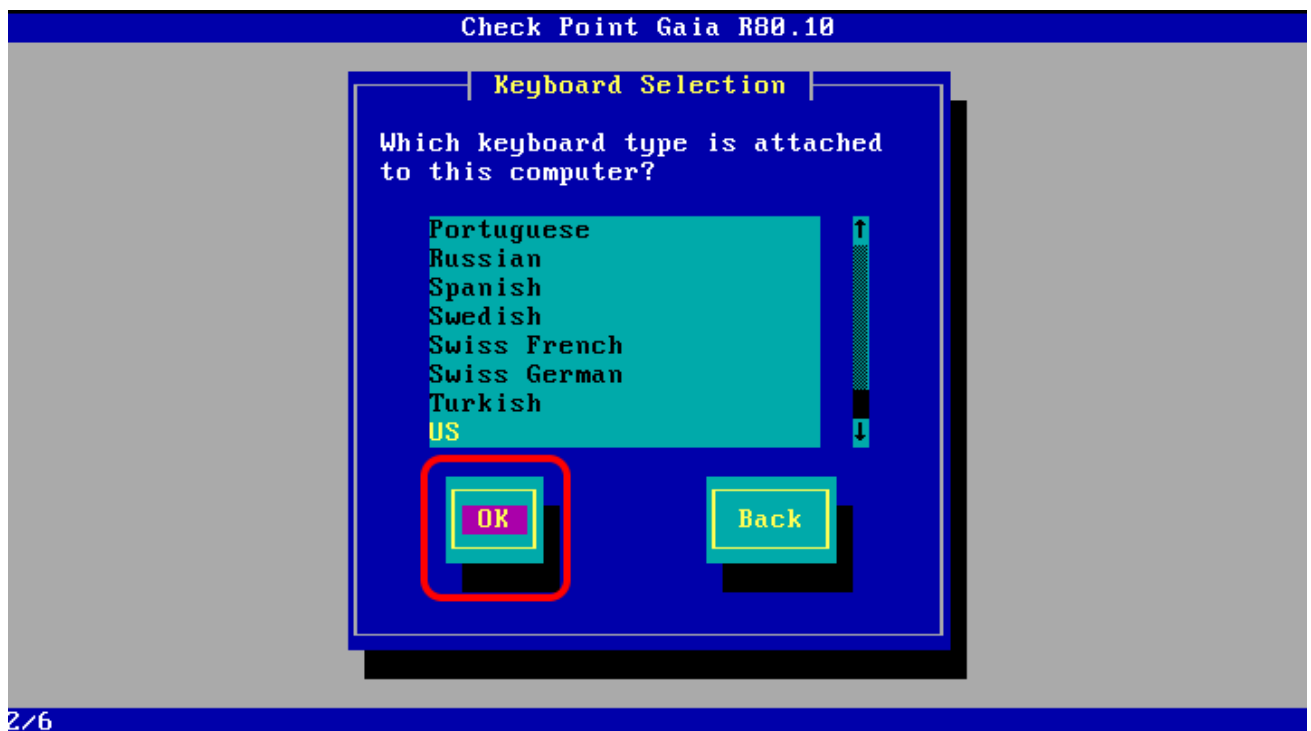 Check Point Gaia R80.10
Keyboard Selection
Which keyboard type is attached
to this computer?
Portuguese
Russian
Spanish
Swedish
Swiss French
Swiss German
Turkish
US
OK
Back
2/6